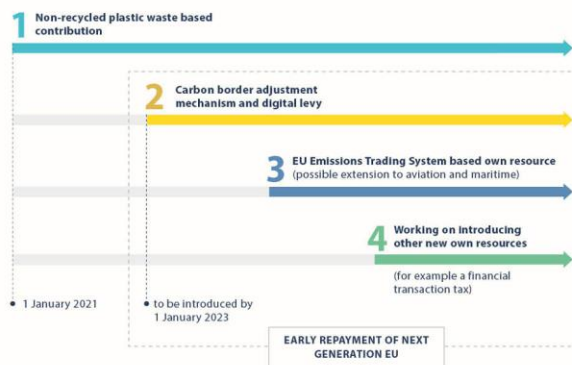 1
Non-recycled plastic waste based
contribution
2
Carbon border adjustment
mechanism and digital levy
3
EU Emissions Trading System based own resource
(possible extension to aviation and maritime)
4
Working on introducing
other new own resources
(for example a financial
transaction tax)
• 1 January 2021
• to be introduced by
1 January 2023
EARLY REPAYMENT OF NEXT
GENERATION EU